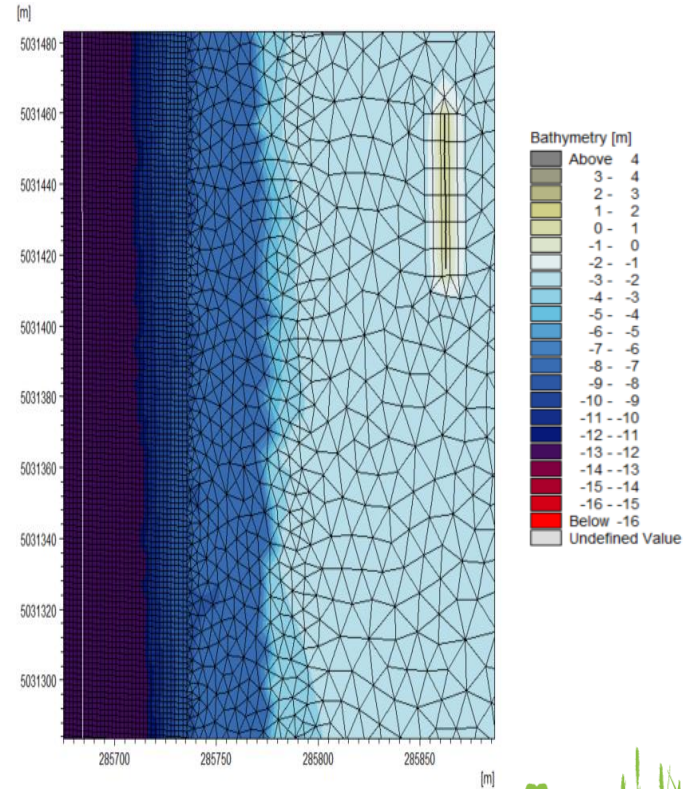 [m]
5031480
5031460
5031440
5031420
5031400
5031380
5031360
5031340
5031320
5031300
285700 285750 285800 285850
[m]
Bathymetry [m]
Above 4
3 - 4
2 - 3
1 - 2
0 - 1
-1 - 0
-2 - -1
-3 - -2
-4 - -3
-5 - -4
-6 - -5
-7 - -6
-8 - -7
-9 - -8
-10 - -9
-11 - -10
-12 - -11
-13 - -12
-14 - -13
-15 - -14
-16 - -15
Below -16
Undefined Value